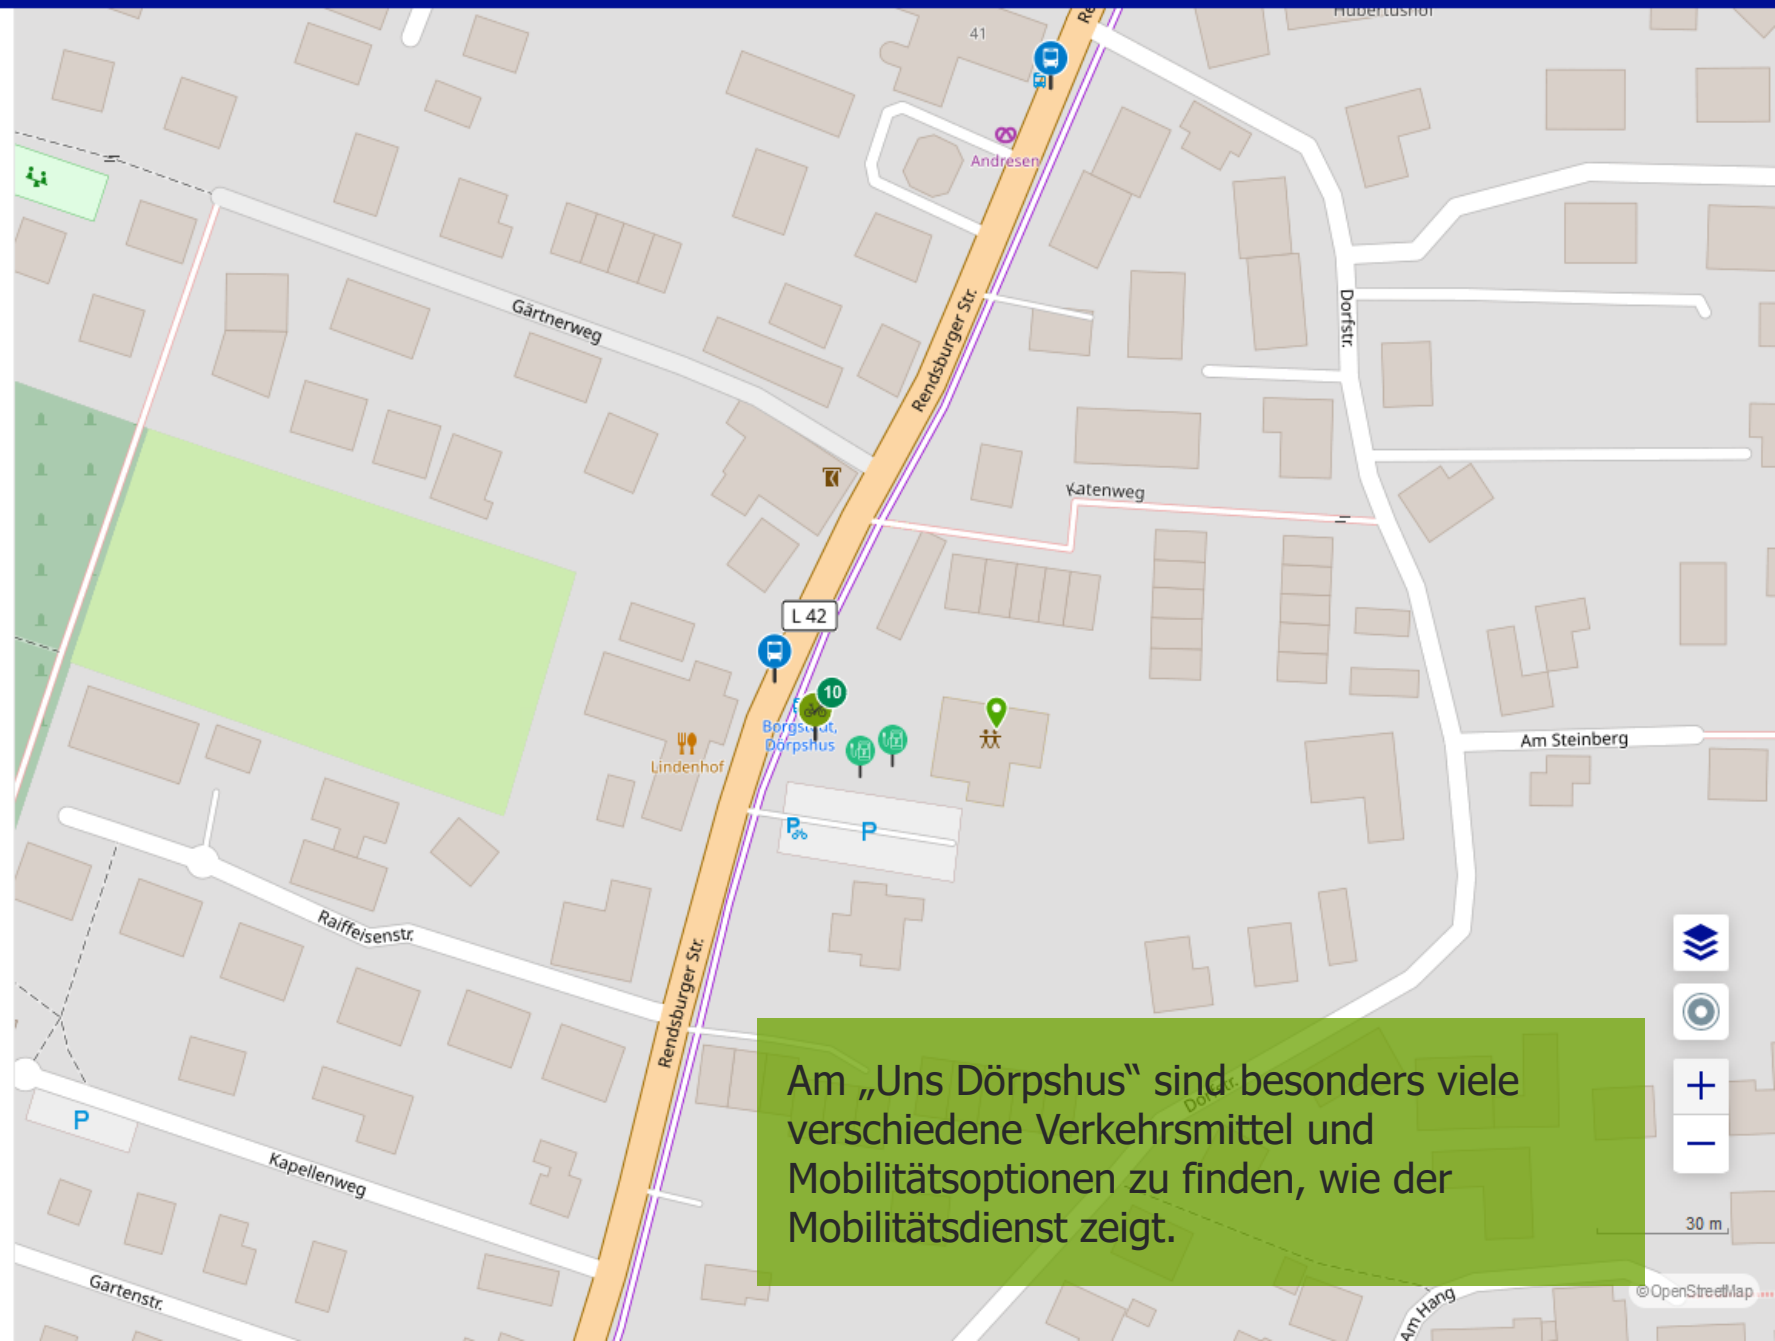 Hubertushof
41
Andresen
Gärtnerweg
Rendsburger Str.
Dorfstr.
Katenweg
L 42
10
Borgstedt,
Dörpshus
Lindenhof
Am Steinberg
P
P
Raiffeisenstr.
Rendsburger Str.
P
Kapellenweg
Gartenstr.
Dorfstr.
Am „Uns Dörpshus“ sind besonders viele
verschiedene Verkehrsmittel und
Mobilitätsoptionen zu finden, wie der
Mobilitätsdienst zeigt.
+
−
30 m
Am Hang
©OpenStreetMap